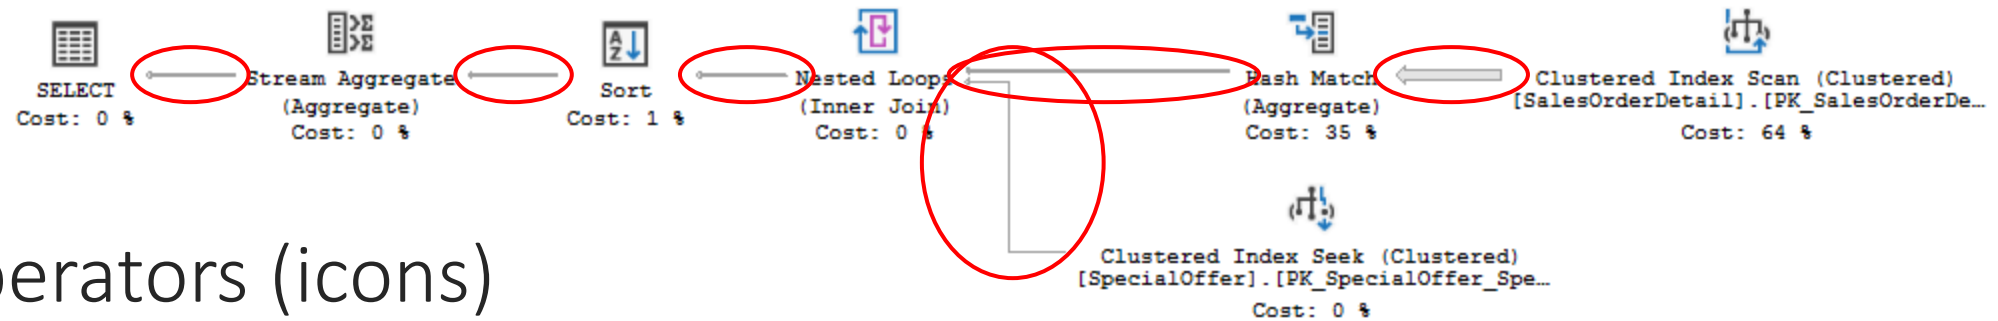 SELECT
Cost: 0 %
Stream Aggregate
(Aggregate)
Cost: 0 %
Sort
Cost: 1 %
Nested Loops
(Inner Join)
Cost: 0 %
Hash Match
(Aggregate)
Cost: 35 %
Clustered Index Scan (Clustered)
[SalesOrderDetail].[PK_SalesOrderDe…
Cost: 64 %
Clustered Index Seek (Clustered)
[SpecialOffer].[PK_SpecialOffer_Spe…
Cost: 0 %
perators (icons)